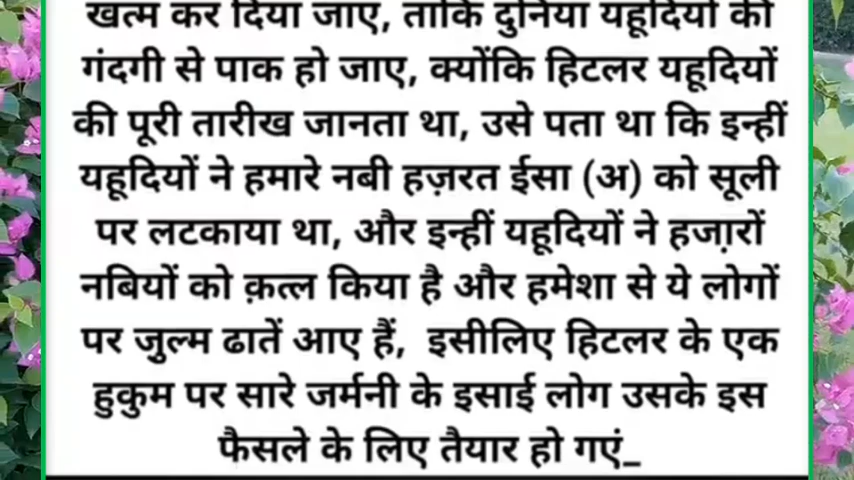 खत्म कर दिया जाए, ताकि दुनिया यहूदियों की
गंदगी से पाक हो जाए, क्योंकि हिटलर यहूदियों
की पूरी तारीख जानता था, उसे पता था कि इन्हीं
यहूदियों ने हमारे नबी हज़रत ईसा (अ) को सूली
पर लटकाया था, और इन्हीं यहूदियों ने हजा़रों
नबियों को क़त्ल किया है और हमेशा से ये लोगों
पर जुल्म ढातें आए हैं, इसीलिए हिटलर के एक
हुकुम पर सारे जर्मनी के इसाई लोग उसके इस
फैसले के लिए तैयार हो गएं_